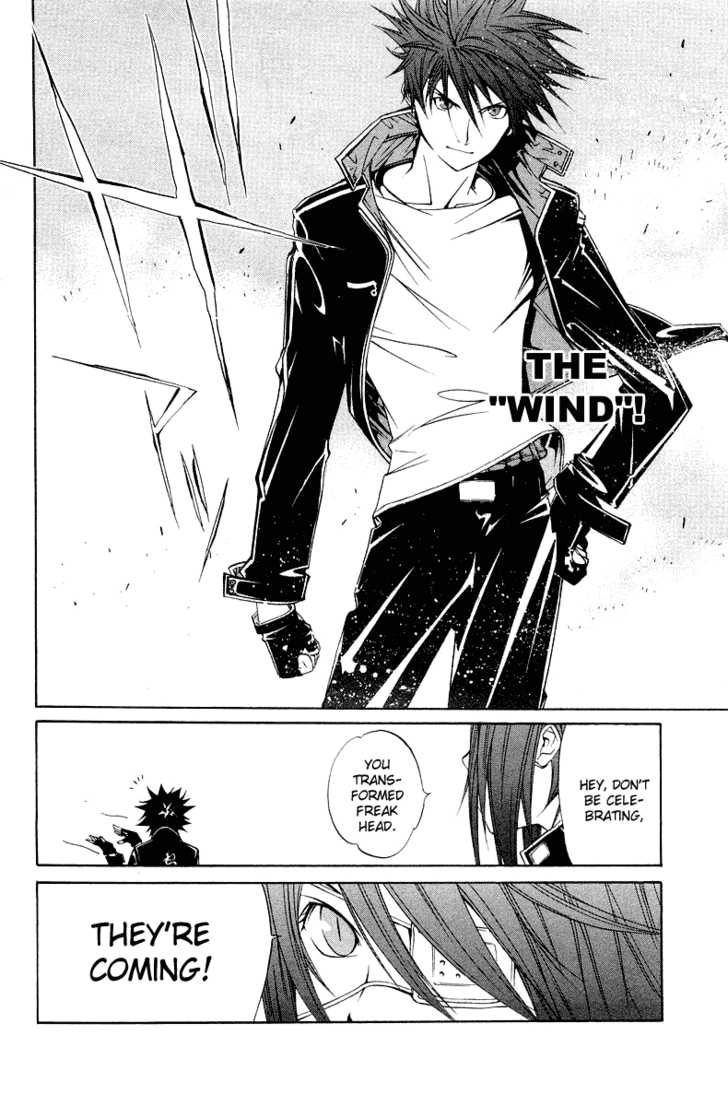 THE
"WIND"!
HEY, DON'T
BE CELE-
BRATING,
YOU
TRANS-
FORMED
FREAK
HEAD.
THEY'RE
COMING!